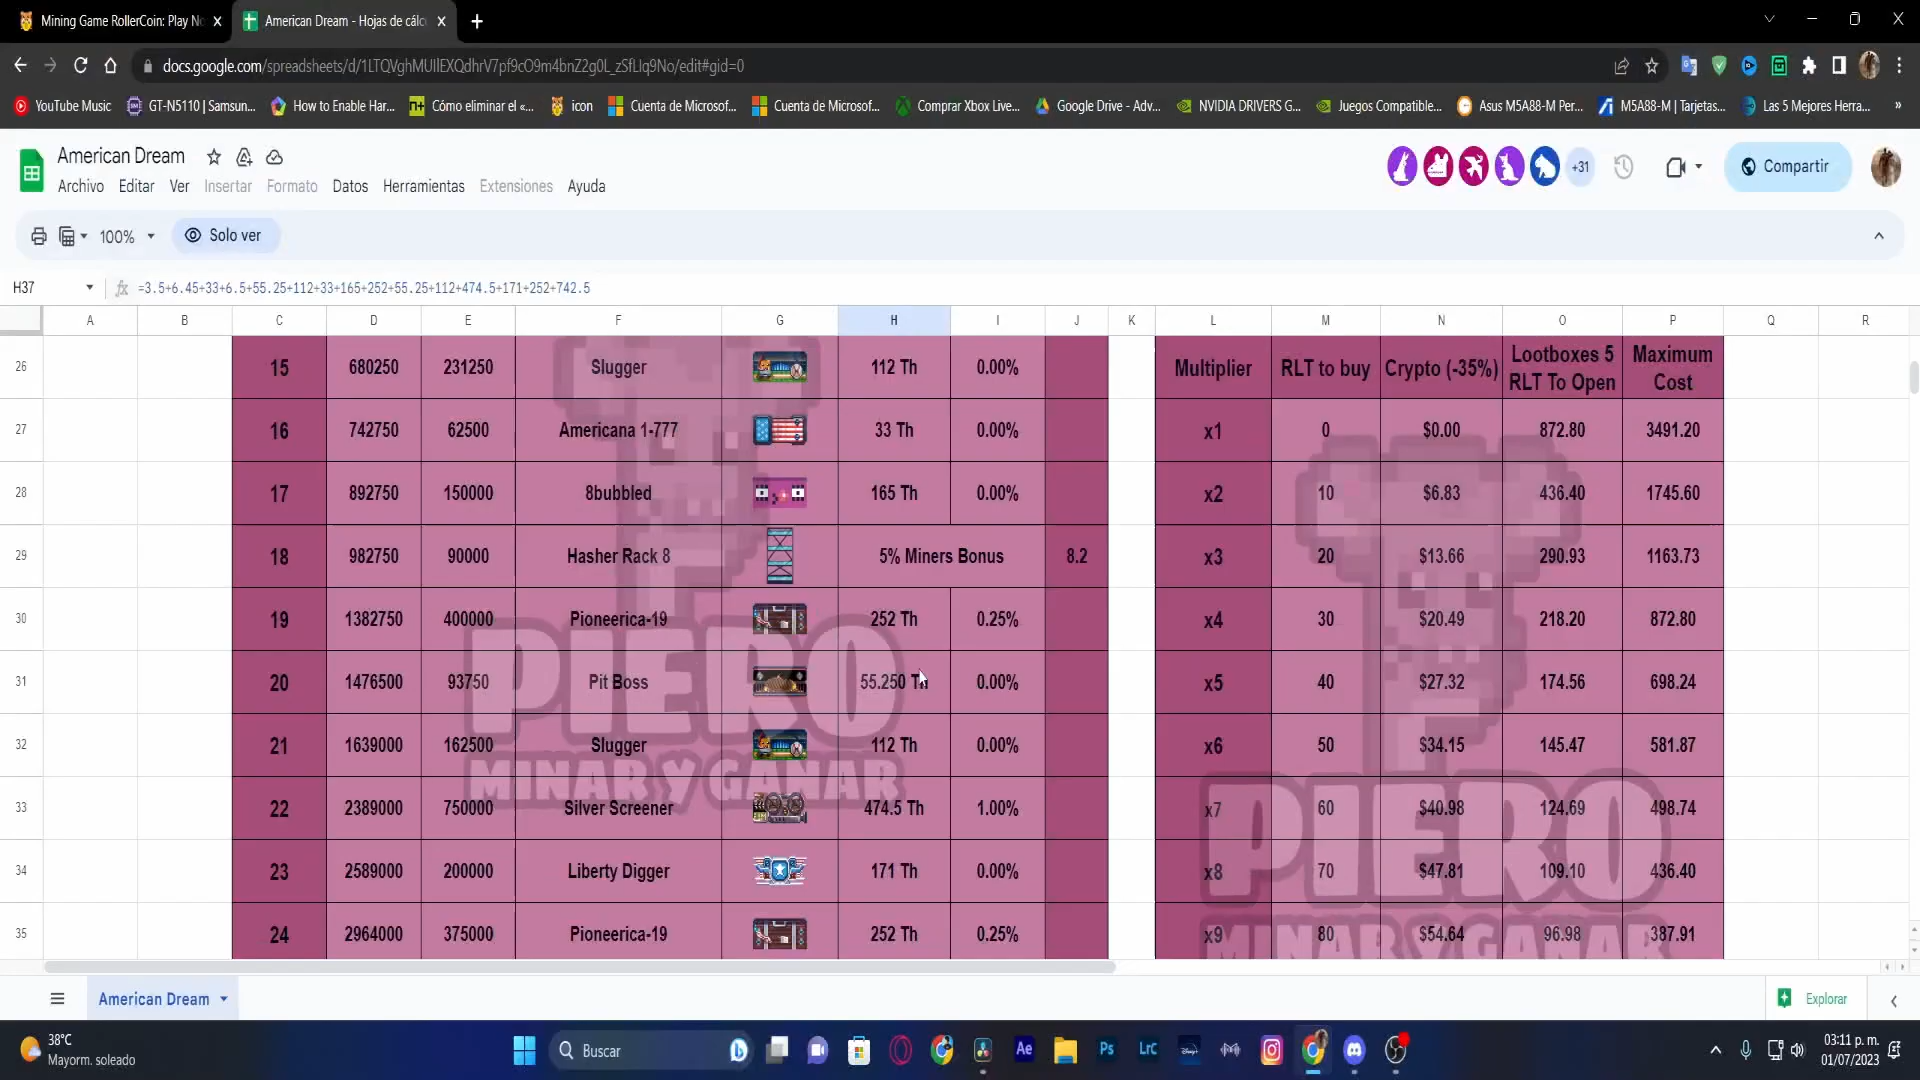 Mining Game RollerCoin: Play N
American Dream - Hojas de cálc
docs.google.com/spreadsheets/d/1LTQVghMUIlEXQdhrV7pf9cO9m4bnZ2g0L_zSfLIq9No/edit#gid=0
YouTube Music GT-N5110 | Samsun... How to Enable Har... Cómo eliminar el «... icon Cuenta de Microsof... Cuenta de Microsof... Comprar Xbox Live... Google Drive - Adv... NVIDIA DRIVERS G... Juegos Compatible... Asus M5A88-M Per... M5A88-M | Tarjetas... Las 5 Mejores Herra... »
American Dream
+31
Compartir
Archivo Editar Ver Insertar Formato Datos Herramientas Extensiones Ayuda
100% Solo ver
H37 fx =3.5+6.45+33+6.5+55.25+112+33+165+252+55.25+112+474.5+171+252+742.5
A B C D E F G H I J K L M N O P Q R
26 15 680250 231250 Slugger 112 Th 0.00% Multiplier RLT to buy Crypto (-35%) Lootboxes 5 RLT To Open Maximum Cost
27 16 742750 62500 Americana 1-777 33 Th 0.00% x1 0 $0.00 872.80 3491.20
28 17 892750 150000 8bubbled 165 Th 0.00% x2 10 $6.83 436.40 1745.60
29 18 982750 90000 Hasher Rack 8 5% Miners Bonus 8.2 x3 20 $13.66 290.93 1163.73
30 19 1382750 400000 Pioneerica-19 252 Th 0.25% x4 30 $20.49 218.20 872.80
31 20 1476500 93750 Pit Boss 55.250 Th 0.00% x5 40 $27.32 174.56 698.24
32 21 1639000 162500 Slugger 112 Th 0.00% x6 50 $34.15 145.47 581.87
33 22 2389000 750000 Silver Screener 474.5 Th 1.00% x7 60 $40.98 124.69 498.74
34 23 2589000 200000 Liberty Digger 171 Th 0.00% x8 70 $47.81 109.10 436.40
35 24 2964000 375000 Pioneerica-19 252 Th 0.25% x9 80 $54.64 96.98 387.91
PIERO
MINAR Y GANAR
PIERO
MINAR Y GANAR
American Dream
Explorar
38°C
Mayorm. soleado
Buscar
Ae
Ps
LrC
Disney+
03:11 p. m.
01/07/2023